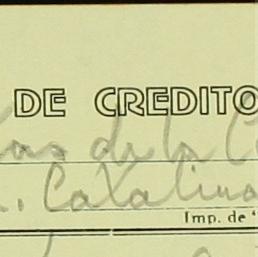 DE CREDITO
de la C
Catalina
Imp. de "